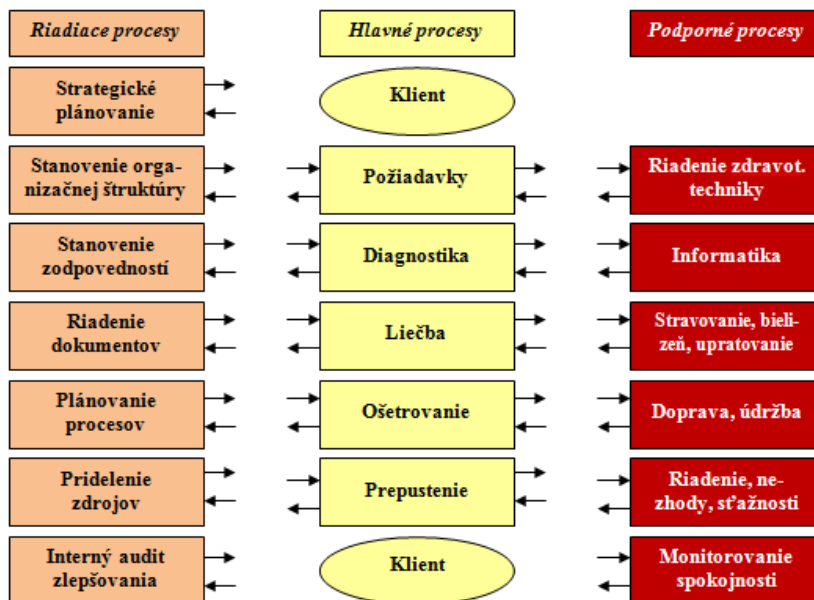 Riadiace procesy
Hlavné procesy
Podporné procesy
Strategické
plánovanie
Klient
Stanovenie orga-
nizačnej štruktúry
Požiadavky
Riadenie zdravot.
techniky
Stanovenie
zodpovedností
Diagnostika
Informatika
Riadenie
dokumentov
Liečba
Stravovanie, bieli-
zeň, upratovanie
Plánovanie
procesov
Ošetrovanie
Doprava, údržba
Pridelenie
zdrojov
Prepustenie
Riadenie, ne-
zhody, sťažnosti
Interný audit
zlepšovania
Klient
Monitorovanie
spokojnosti